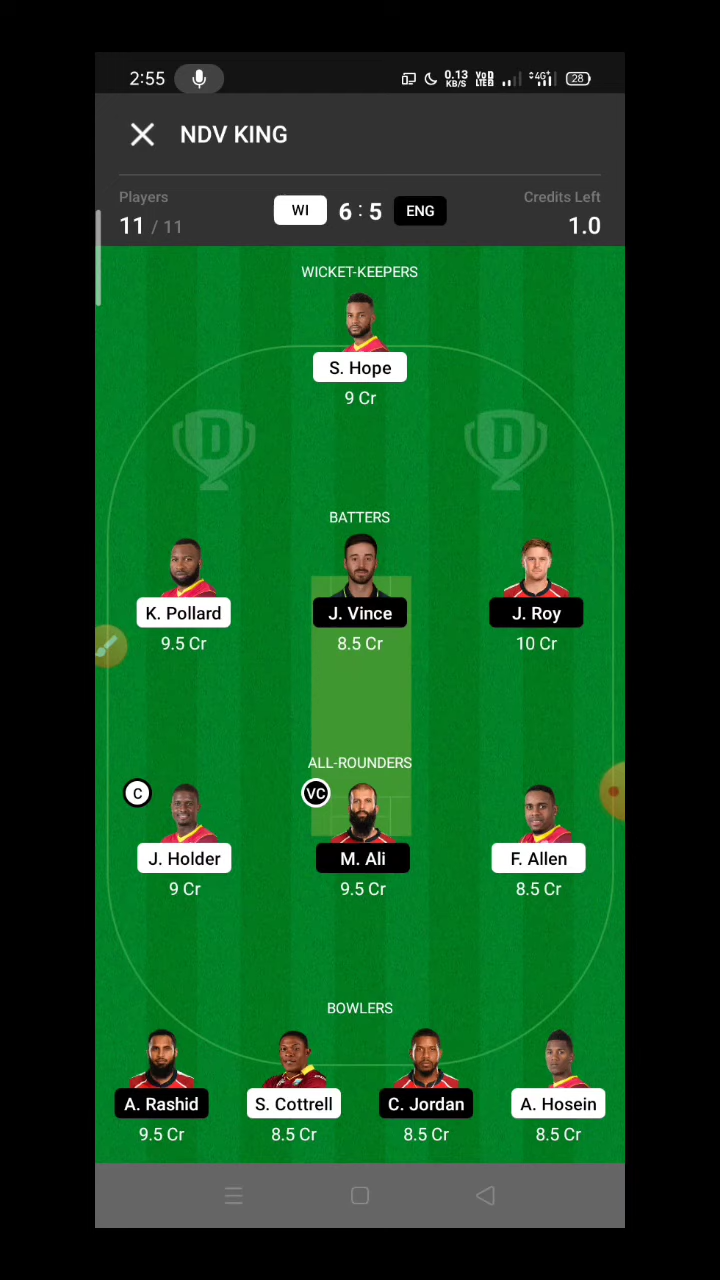 2:55
0.13
KB/S
VoD
LTE2
4G+
28
NDV KING
Players
Credits Left
11 / 11
WI 6 : 5 ENG
1.0
WICKET-KEEPERS
S. Hope
9 Cr
D D
BATTERS
K. Pollard J. Vince J. Roy
9.5 Cr 8.5 Cr 10 Cr
ALL-ROUNDERS
C VC
J. Holder M. Ali F. Allen
9 Cr 9.5 Cr 8.5 Cr
BOWLERS
A. Rashid S. Cottrell C. Jordan A. Hosein
9.5 Cr 8.5 Cr 8.5 Cr 8.5 Cr